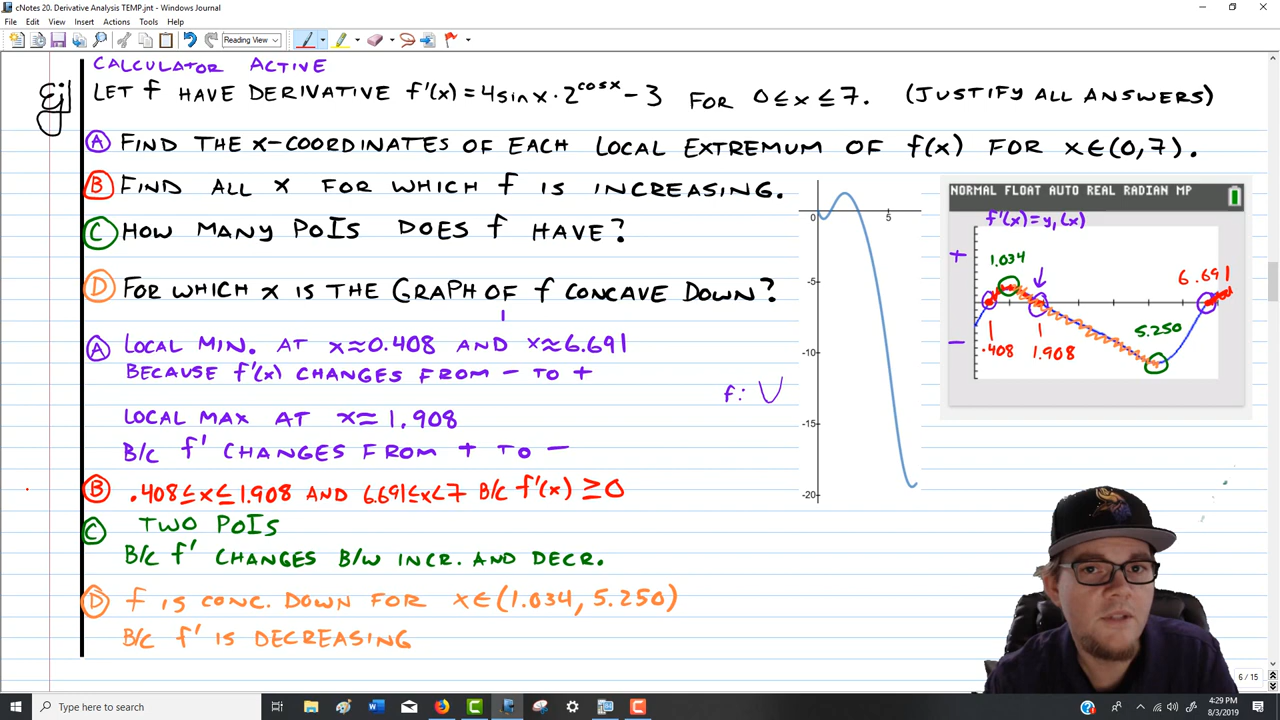 cNotes 20. Derivative Analysis TEMP.jnt - Windows Journal
File Edit View Insert Actions Tools Help
Reading View
CALCULATOR ACTIVE
Ej LET f HAVE DERIVATIVE f'(x) = 4sinx · 2^cosx - 3 FOR 0 ≤ x ≤ 7. (JUSTIFY ALL ANSWERS)
A FIND THE x-COORDINATES OF EACH LOCAL EXTREMUM OF f(x) FOR x∈(0,7).
B FIND ALL x FOR WHICH f IS INCREASING.
C HOW MANY POIS DOES f HAVE?
D FOR WHICH x IS THE GRAPH OF f CONCAVE DOWN?
A LOCAL MIN. AT x≈0.408 AND x≈6.691
BECAUSE f'(x) CHANGES FROM - TO +
LOCAL MAX AT x≈ 1.908
B/C f' CHANGES FROM + TO -
B .408≤x≤1.908 AND 6.691≤x<7 B/C f'(x) ≥0
C TWO POIS
B/C f' CHANGES B/W INCR. AND DECR.
D f IS CONC. DOWN FOR x∈(1.034, 5.250)
B/C f' IS DECREASING
f:
0
5
-5
-10
-15
-20
NORMAL FLOAT AUTO REAL RADIAN MP
f'(x)=y₁(x)
+
1.034
6.691
-
.408
1.908
5.250
6 / 15
Type here to search
4:29 PM
8/3/2019